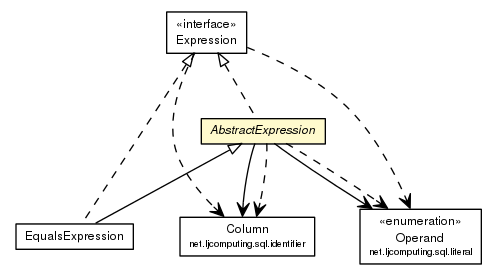 «interface»
Expression
AbstractExpression
EqualsExpression
Column
net.ljcomputing.sql.identifier
«enumeration»
Operand
net.ljcomputing.sql.literal